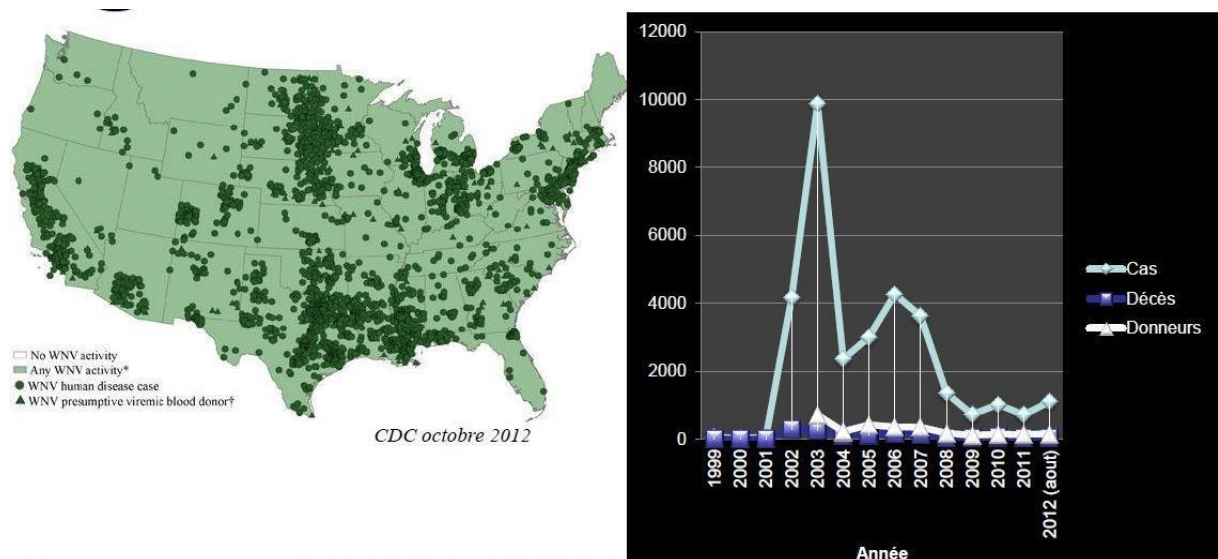 No WNV activity
Any WNV activity*
WNV human disease case
WNV presumptive viremic blood donor†
CDC octobre 2012
12000
10000
8000
6000
4000
2000
0
1999
2000
2001
2002
2003
2004
2005
2006
2007
2008
2009
2010
2011
2012 (aout)
Année
Cas
Décès
Donneurs